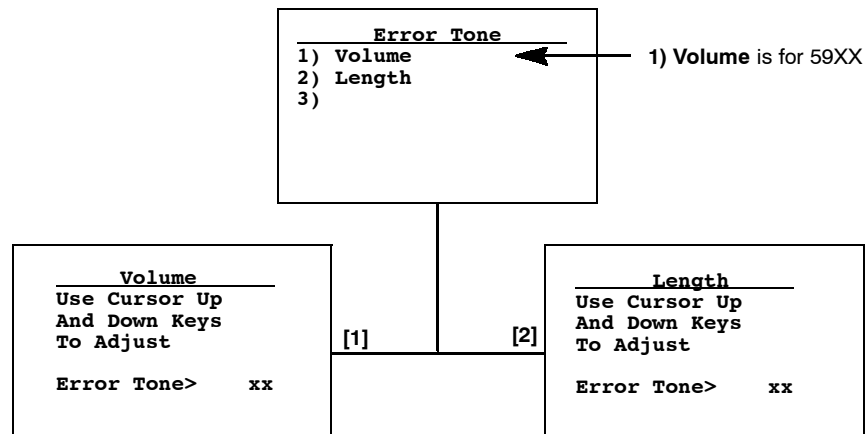 Error Tone
1) Volume
2) Length
3)
1) Volume is for 59XX
Volume
Use Cursor Up
And Down Keys
To Adjust
Error Tone> xx
[1]
[2]
Length
Use Cursor Up
And Down Keys
To Adjust
Error Tone> xx